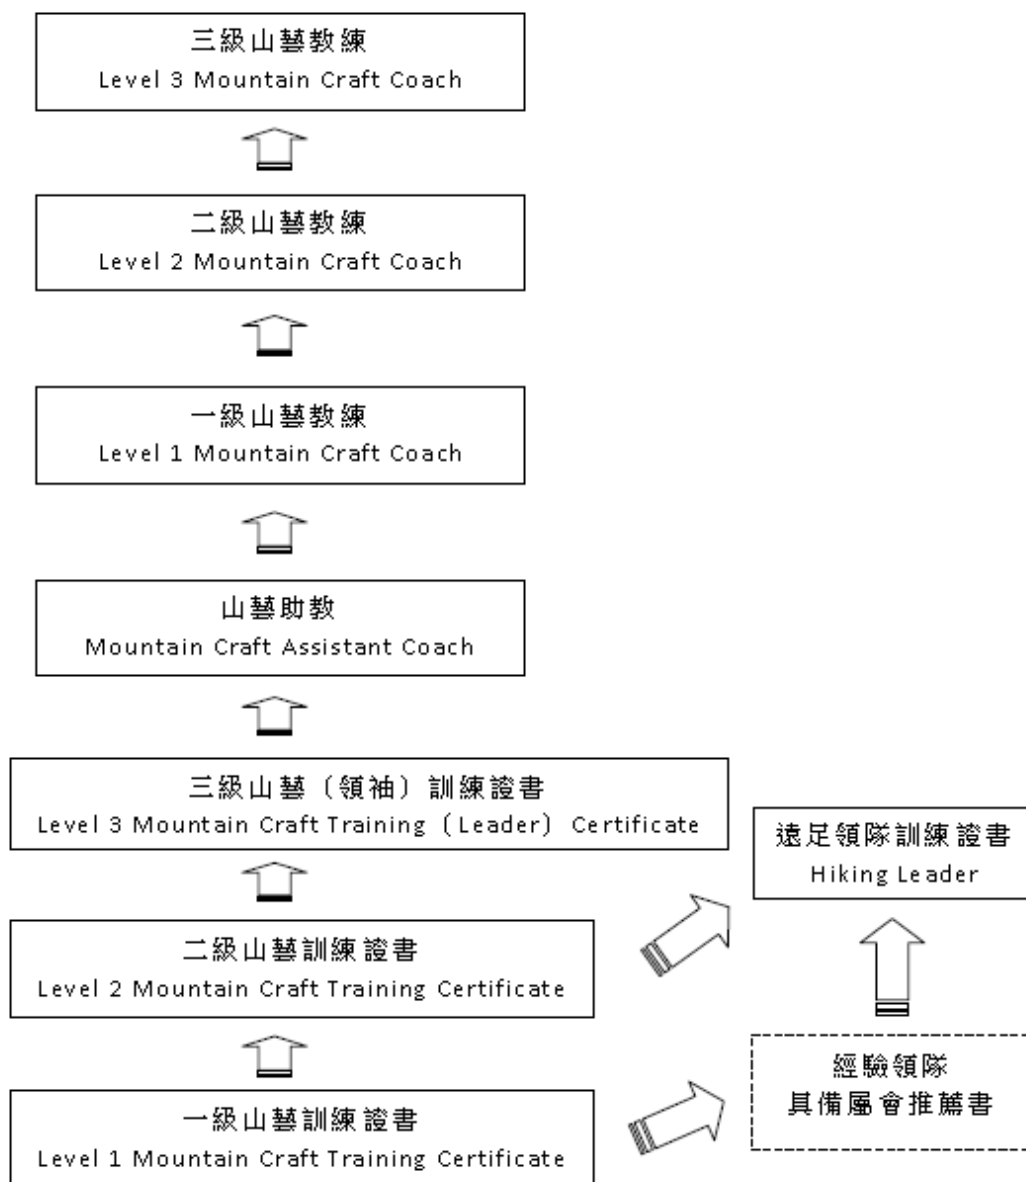 三級山藝教練
Level 3 Mountain Craft Coach
二級山藝教練
Level 2 Mountain Craft Coach
一級山藝教練
Level 1 Mountain Craft Coach
山藝助教
Mountain Craft Assistant Coach
三級山藝（領袖）訓練證書
Level 3 Mountain Craft Training (Leader) Certificate
遠足領隊訓練證書
Hiking Leader
二級山藝訓練證書
Level 2 Mountain Craft Training Certificate
經驗領隊
具備屬會推薦書
一級山藝訓練證書
Level 1 Mountain Craft Training Certificate